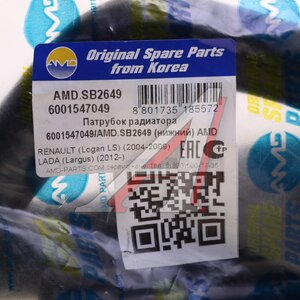 AMD
Original Spare Parts
from Korea
AMD.SB2649
6001547049
8 801735 185572
Патрубок радиатора
6001547049/AMD.SB2649 (нижний) AMD
RENAULT (Logan LS) (2004-2009)
LADA (Largus) (2012-)
EAC